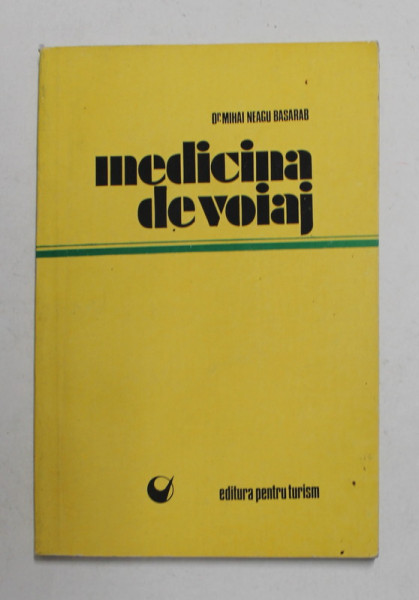 Dr MIHAI NEAGU BASARAB
medicina
de voiaj
editura pentru turism